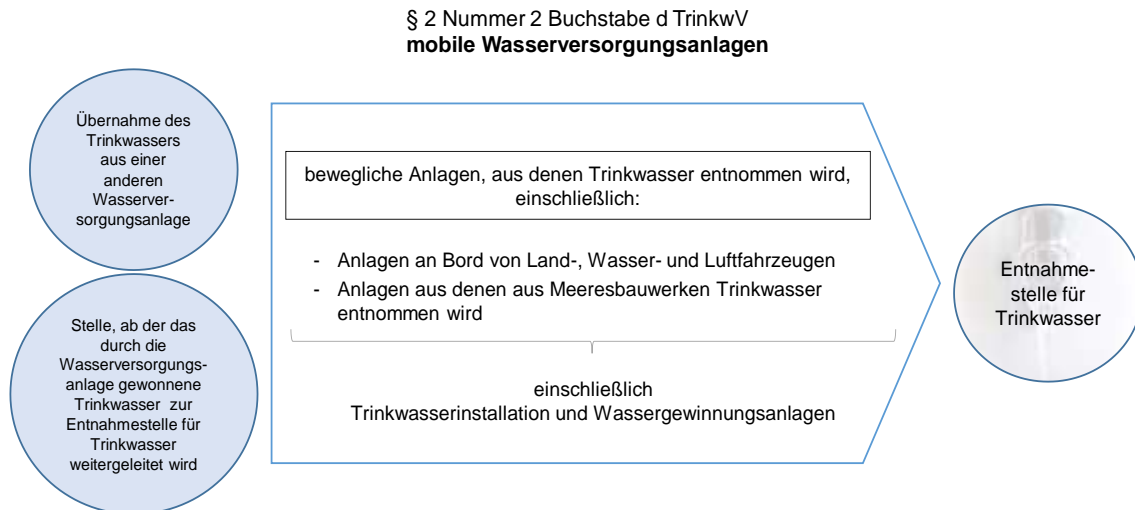 § 2 Nummer 2 Buchstabe d TrinkwV
mobile Wasserversorgungsanlagen
Übernahme des
Trinkwassers
aus einer
anderen
Wasserver-
sorgungsanlage
Stelle, ab der das
durch die
Wasserversorgungs-
anlage gewonnene
Trinkwasser zur
Entnahmestelle für
Trinkwasser
weitergeleitet wird
bewegliche Anlagen, aus denen Trinkwasser entnommen wird,
einschließlich:
- Anlagen an Bord von Land-, Wasser- und Luftfahrzeugen
- Anlagen aus denen aus Meeresbauwerken Trinkwasser
entnommen wird
einschließlich
Trinkwasserinstallation und Wassergewinnungsanlagen
Entnahme-
stelle für
Trinkwasser